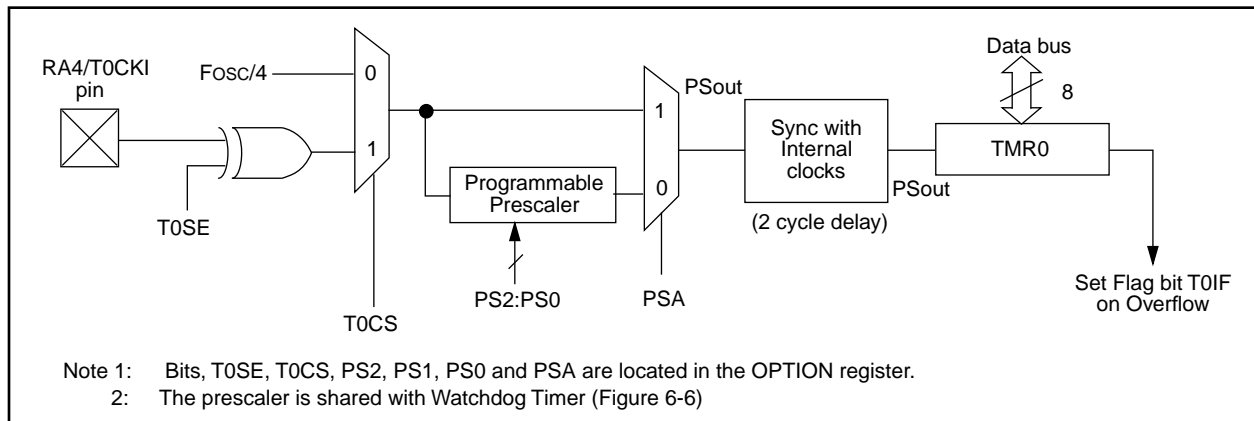 RA4/T0CKI
pin
FOSC/4
0
1
T0SE
T0CS
Programmable
Prescaler
PS2:PS0
1
0
PSA
PSout
Sync with
Internal
clocks
(2 cycle delay)
PSout
Data bus
8
TMR0
Set Flag bit T0IF
on Overflow
Note 1: Bits, T0SE, T0CS, PS2, PS1, PS0 and PSA are located in the OPTION register.
2: The prescaler is shared with Watchdog Timer (Figure 6-6)